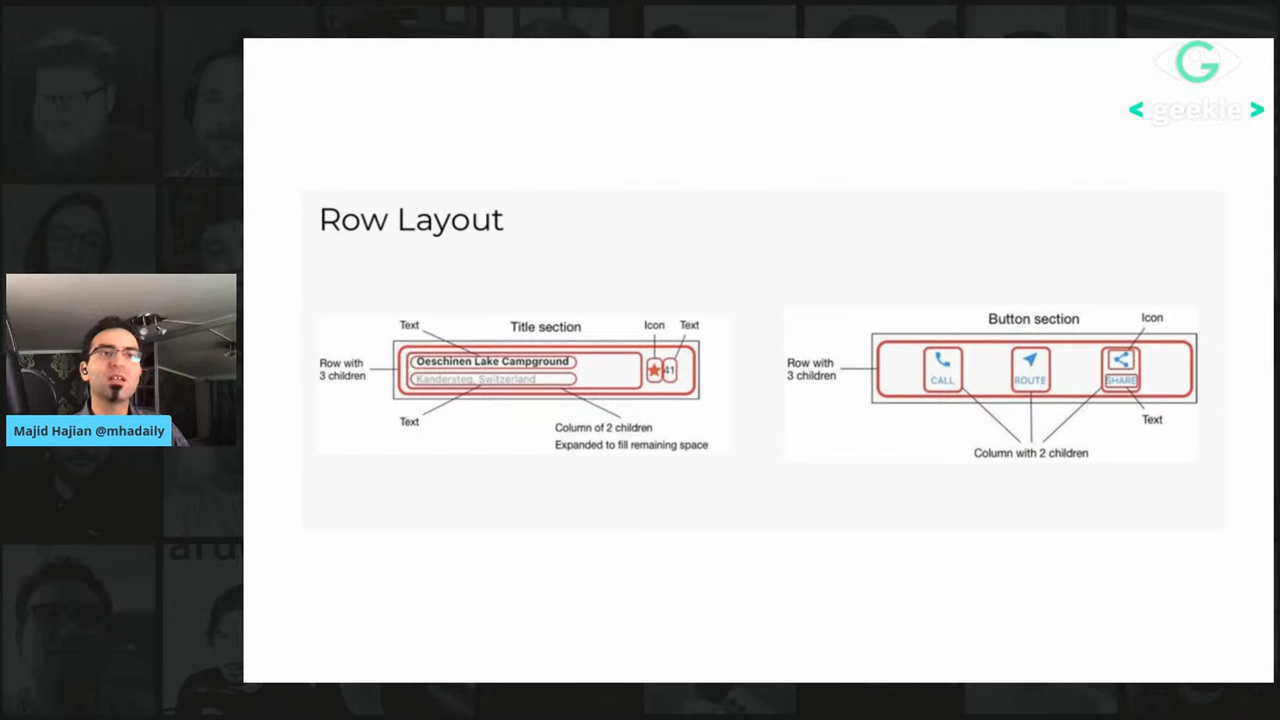 < geekle >
Row Layout
Text
Title section
Icon
Text
Row with
3 children
Oeschinen Lake Campground
Kandersteg, Switzerland
41
Text
Column of 2 children
Expanded to fill remaining space
Button section
Icon
Row with
3 children
CALL
ROUTE
SHARE
Text
Column with 2 children
Majid Hajian @mhadaily